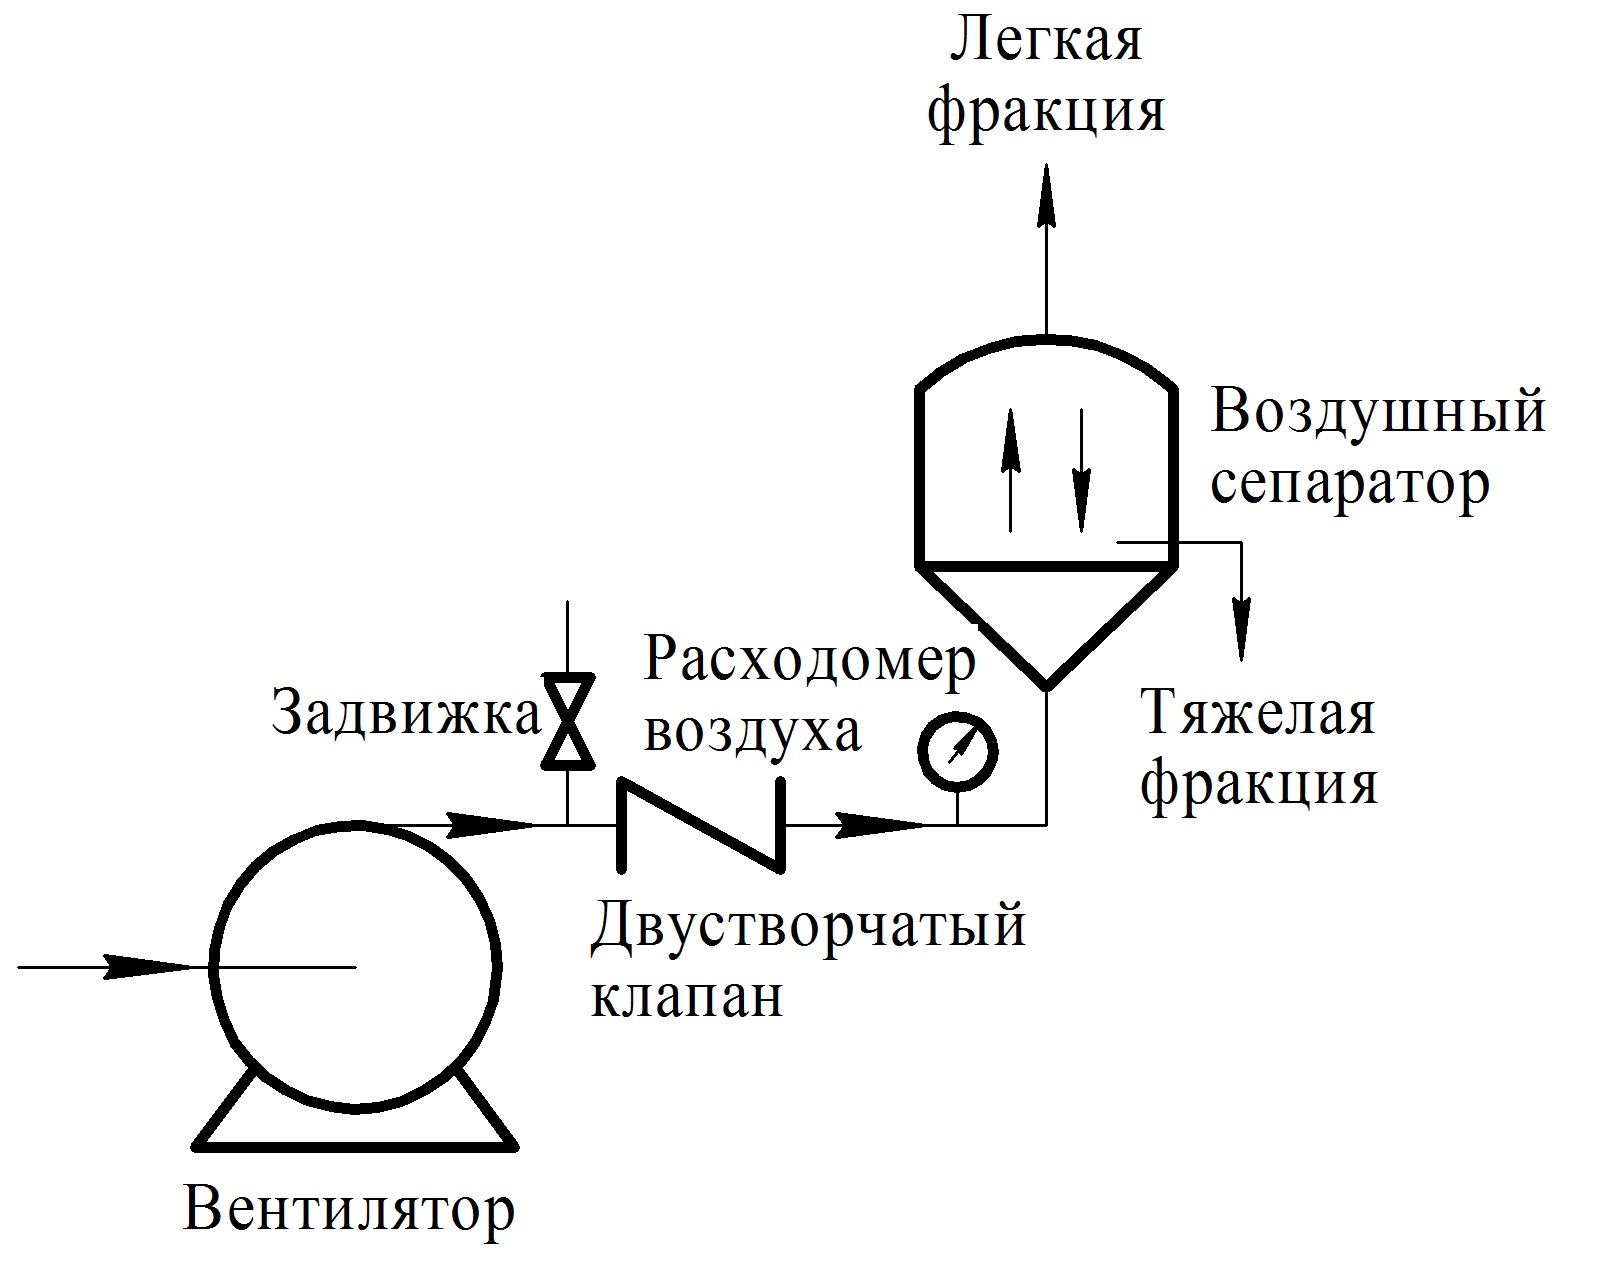 Легкая
фракция
Воздушный
сепаратор
Расходомер
воздуха
Задвижка
Тяжелая
фракция
Двустворчатый
клапан
Вентилятор